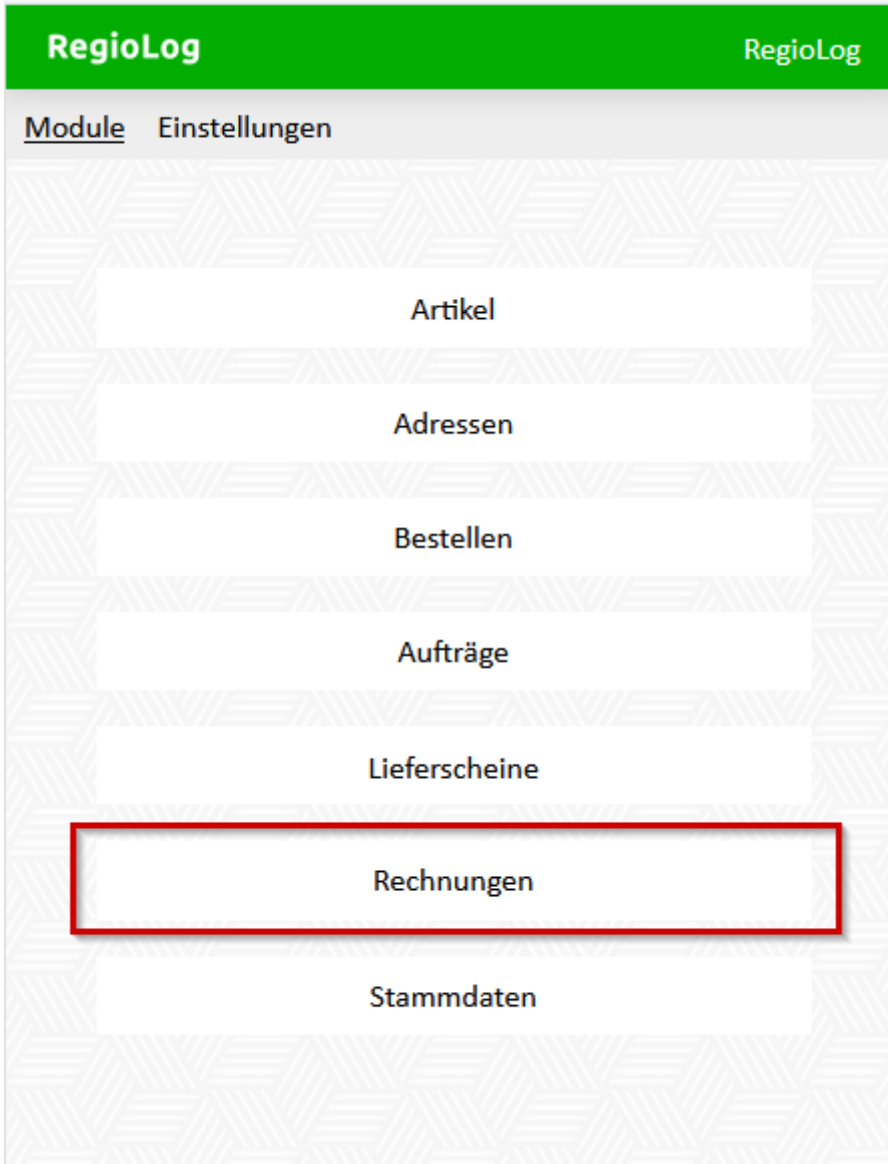 RegioLog RegioLog
Module Einstellungen
Artikel
Adressen
Bestellen
Aufträge
Lieferscheine
Rechnungen
Stammdaten